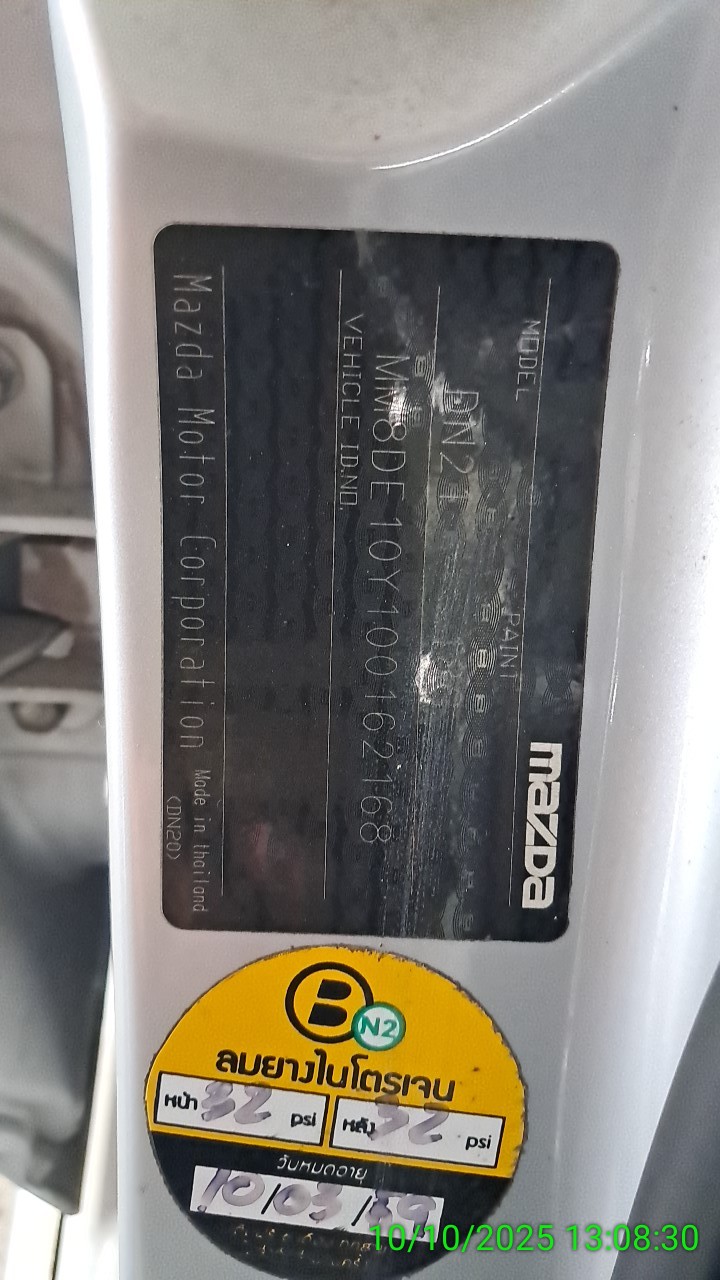 mazda
MODEL
PAINT
DN21
VEHICLE ID.NO.
MM8DE10Y100162168
Mazda Motor Corporation
Made in thailand
(DN20)
B
N2
ลมยางไนโตรเจน
หน้า 32 psi
หลัง 32 psi
วันหมดอายุ
10/03/69
10/10/2025 13:08:30